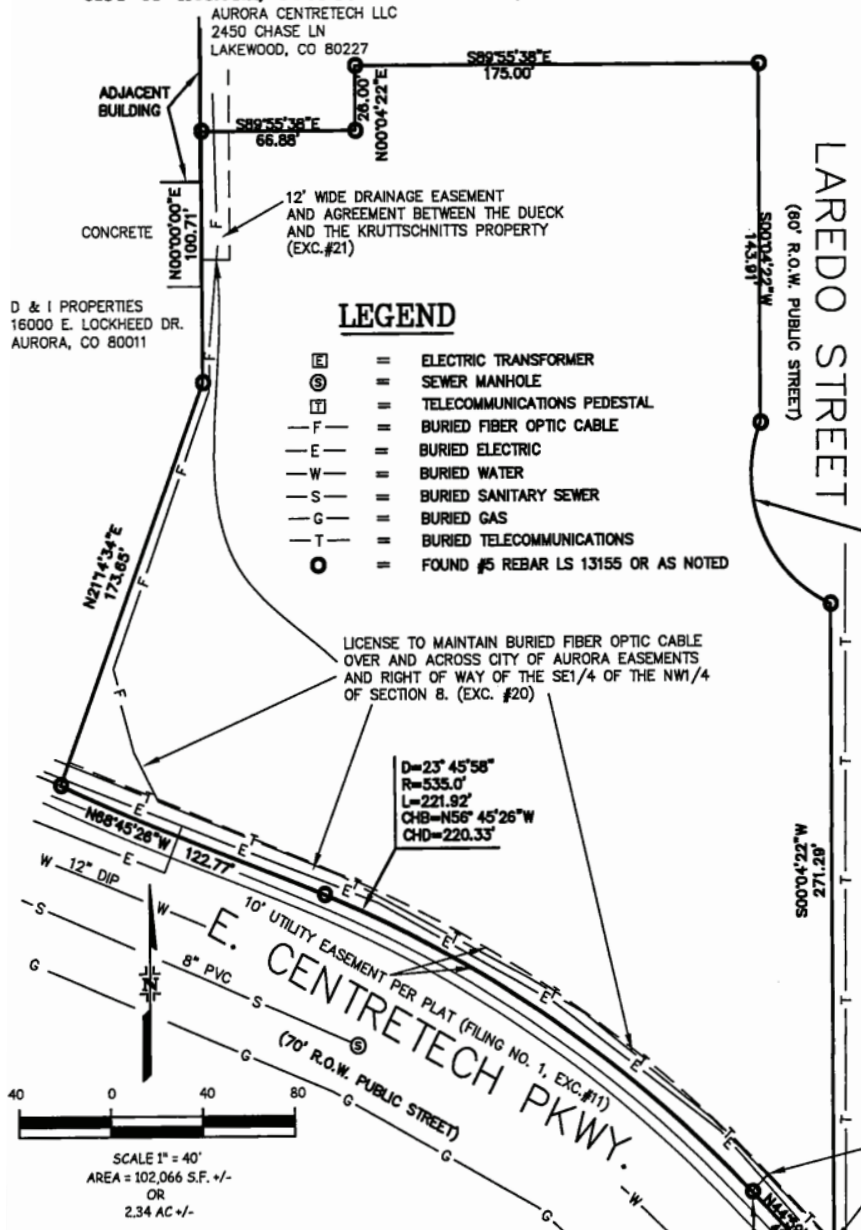 AURORA CENTRETECH LLC
2450 CHASE LN
LAKEWOOD, CO 80227
S89°55'38"E
175.00'
ADJACENT
BUILDING
26.00'
N00°04'22"E
S89°55'38"E
66.88'
12' WIDE DRAINAGE EASEMENT
AND AGREEMENT BETWEEN THE DUECK
AND THE KRUTTSCHNITTS PROPERTY
(EXC.#21)
CONCRETE
N00°00'00"E
100.71'
F
S00°04'22"W
143.91'
(60' R.O.W. PUBLIC STREET)
LAREDO STREET
D & I PROPERTIES
16000 E. LOCKHEED DR.
AURORA, CO 80011
LEGEND
E = ELECTRIC TRANSFORMER
S = SEWER MANHOLE
T = TELECOMMUNICATIONS PEDESTAL
—F— = BURIED FIBER OPTIC CABLE
—E— = BURIED ELECTRIC
—W— = BURIED WATER
—S— = BURIED SANITARY SEWER
—G— = BURIED GAS
—T— = BURIED TELECOMMUNICATIONS
O = FOUND #5 REBAR LS 13155 OR AS NOTED
F
F
F
F
N21°14'34"E
173.65'
LICENSE TO MAINTAIN BURIED FIBER OPTIC CABLE
OVER AND ACROSS CITY OF AURORA EASEMENTS
AND RIGHT OF WAY OF THE SE1/4 OF THE NW1/4
OF SECTION 8. (EXC. #20)
D=23° 45'58"
R=535.0'
L=221.92'
CHB=N56° 45'26"W
CHD=220.33'
S00°04'22"W
271.29'
T
T
T
T
T
T
E
E
E
N68°45'26"W
122.77'
W 12" DIP W
S 8" PVC S
S
G G G G G G
10' UTILITY EASEMENT PER PLAT (FILING NO. 1, EXC.#11)
E. CENTRETECH PKWY.
(70' R.O.W. PUBLIC STREET)
T T T T T T T
E E E E
W
N
40 0 40 80
SCALE 1" = 40'
AREA = 102,066 S.F. +/-
OR
2.34 AC +/-